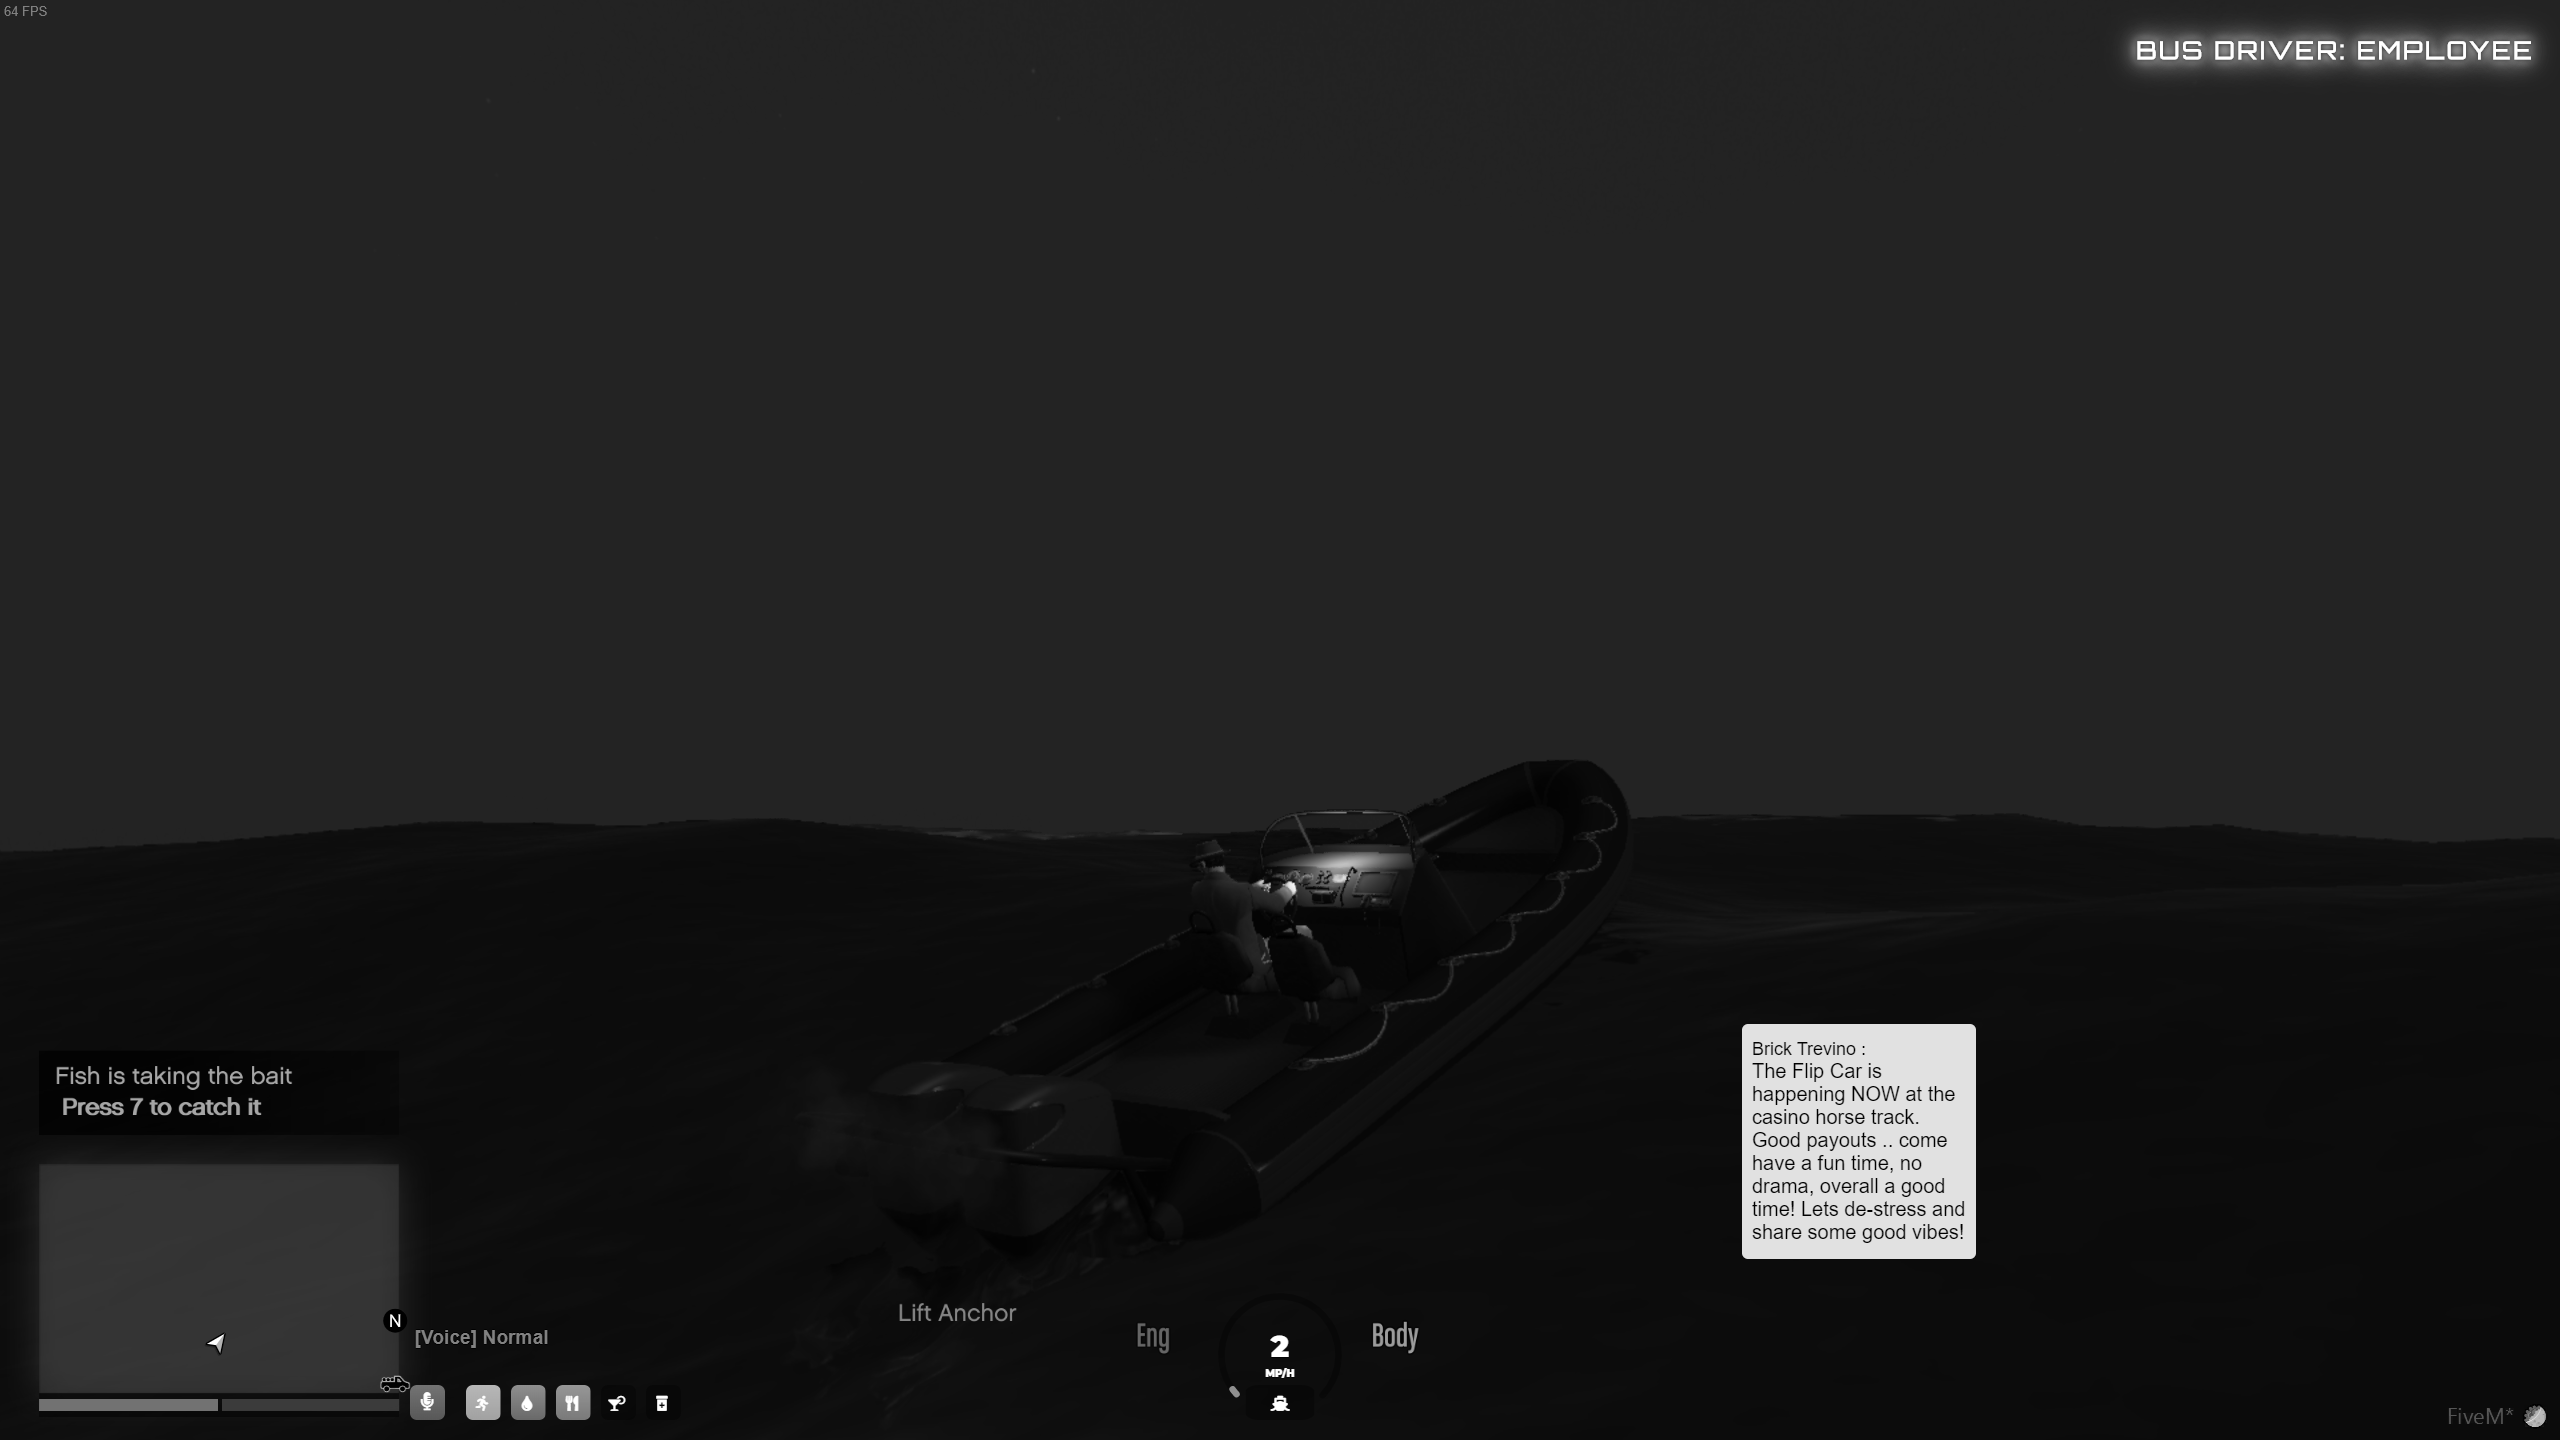 64 FPS
BUS DRIVER: EMPLOYEE
Fish is taking the bait
Press 7 to catch it
Brick Trevino :
The Flip Car is
happening NOW at the
casino horse track.
Good payouts .. come
have a fun time, no
drama, overall a good
time! Lets de-stress and
share some good vibes!
N
[Voice] Normal
Lift Anchor
Eng
2
MP/H
Body
FiveM*